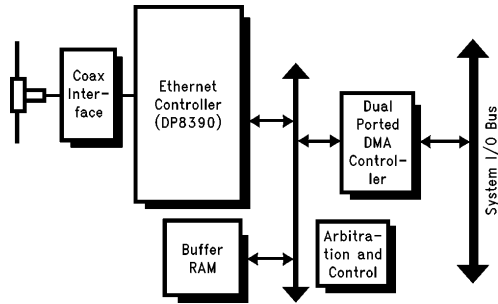 Coax
Inter-
face
Ethernet
Controller
(DP8390)
Dual
Ported
DMA
Control-
ler
System I/O Bus
Buffer
RAM
Arbitra-
tion and
Control